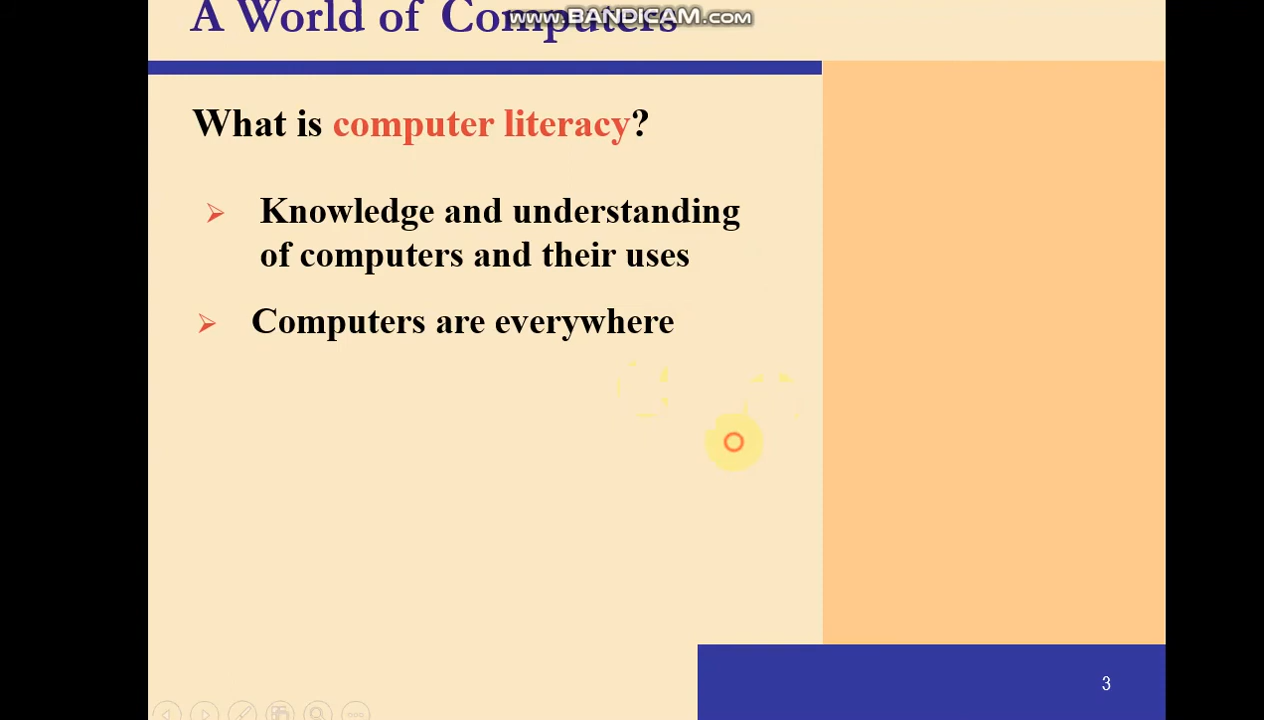 A World of Computers
www.BANDICAM.com
What is computer literacy?
Knowledge and understanding
of computers and their uses
Computers are everywhere
3